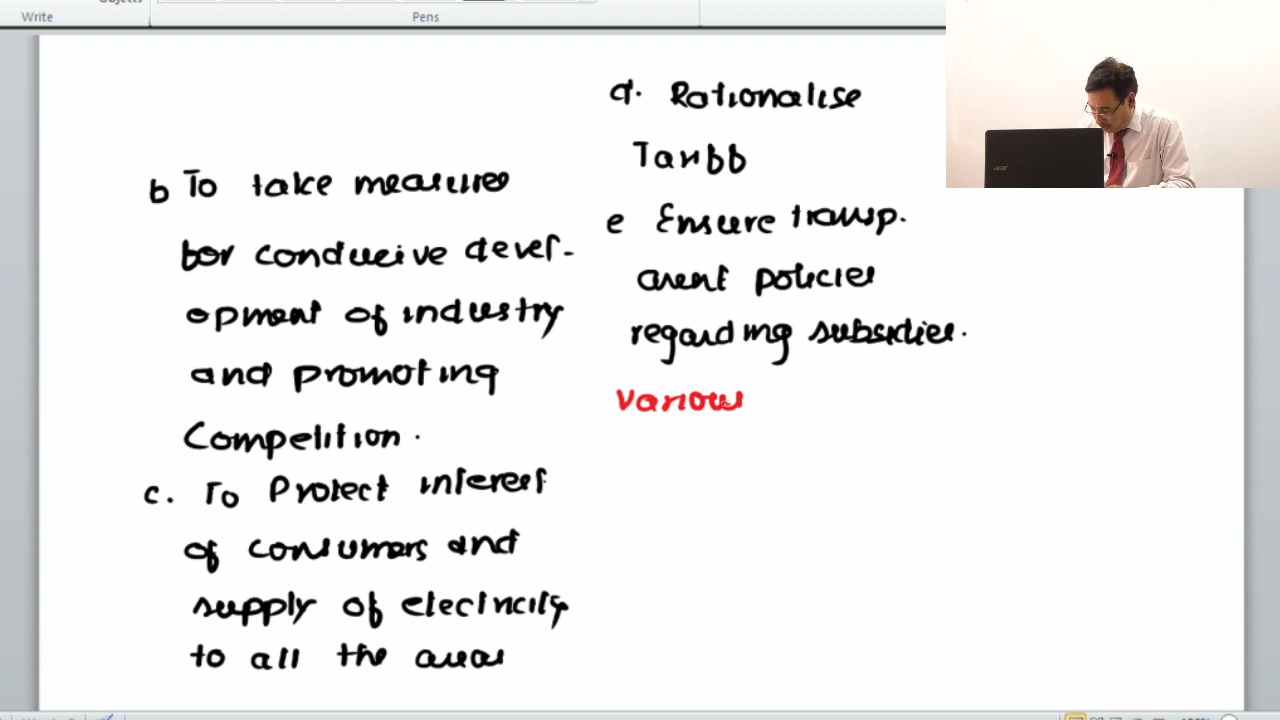 Write
Pens
b To take measures
for conducive devel-
opment of industry
and promoting
Competition.
c. To Protect interest
of consumers and
supply of electricity
to all the areas
d. Rationalise
Tariff
e Ensure transp.
arent policies
regarding subsidies.
Various
acer